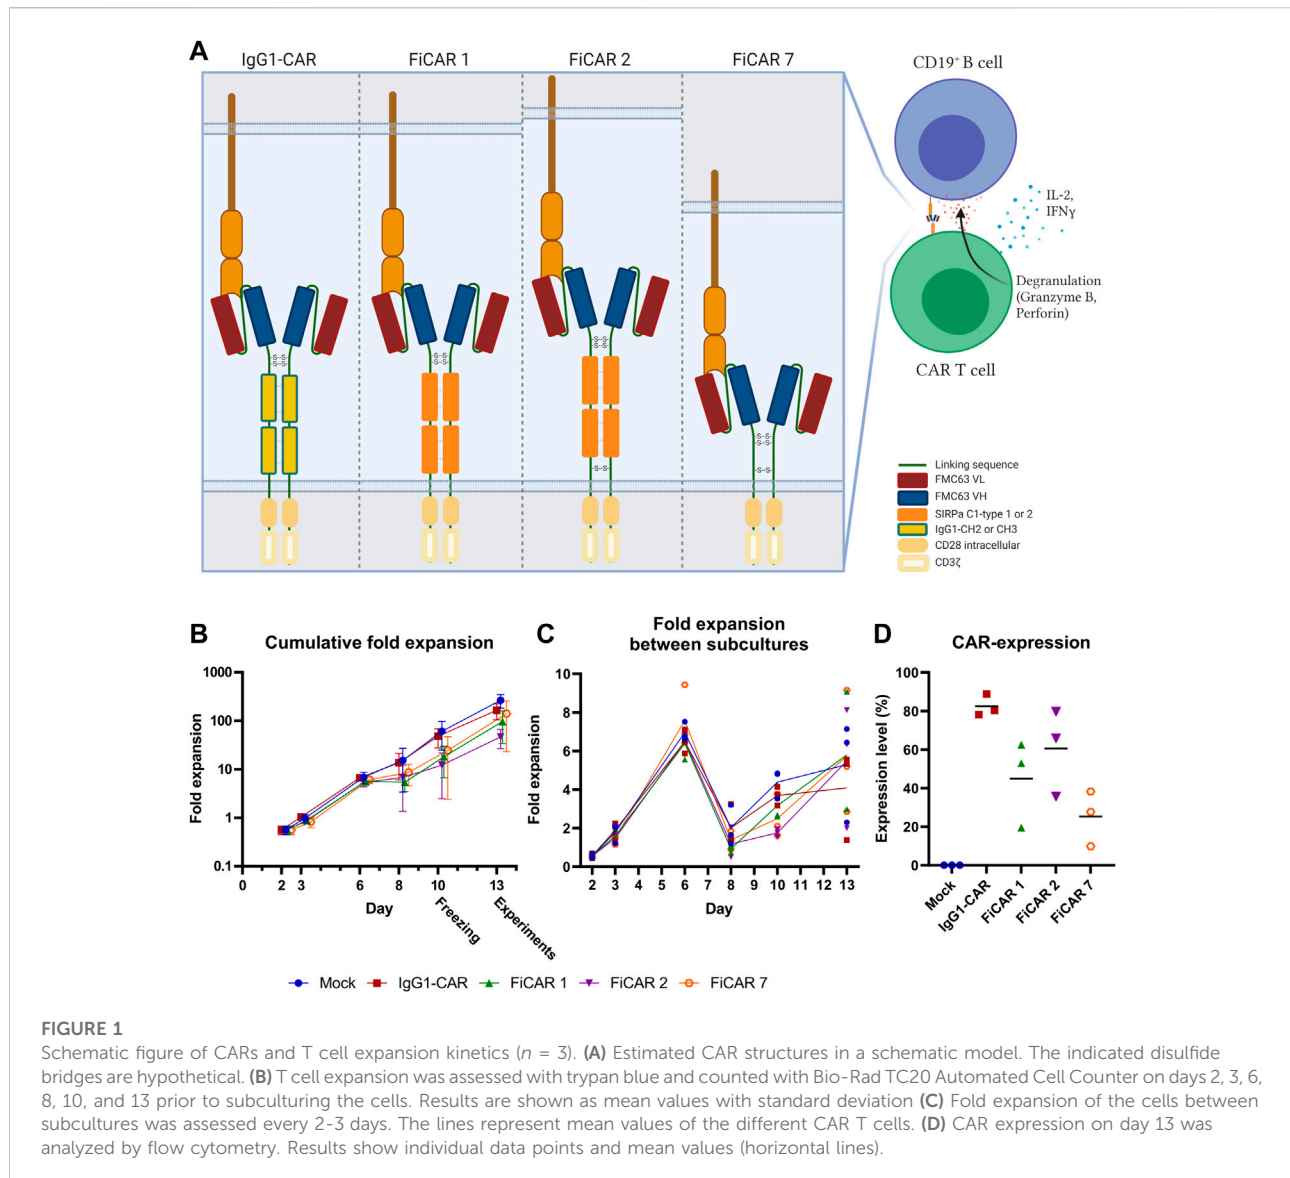 A
IgG1-CAR
FiCAR 1
FiCAR 2
FiCAR 7
CD19⁺ B cell
IL-2,
IFNγ
Degranulation
(Granzyme B,
Perforin)
CAR T cell
-S-S-
-S-S-
-S-S-
-S-S-
-S-S-
-S-S-
-S-
-S-S-
-S-S-
-S-
Linking sequence
FMC63 VL
FMC63 VH
SIRPa C1-type 1 or 2
IgG1-CH2 or CH3
CD28 intracellular
CD3ζ
B
Cumulative fold expansion
Fold expansion
1000
100
10
1
0.1
0 2 3 6 8 10 13
Day
Freezing
Experiments
C
Fold expansion
between subcultures
Fold expansion
10
8
6
4
2
0
2 3 4 5 6 7 8 9 10 11 12 13
Day
D
CAR-expression
Expression level (%)
100
80
60
40
20
0
Mock
IgG1-CAR
FiCAR 1
FiCAR 2
FiCAR 7
Mock IgG1-CAR FiCAR 1 FiCAR 2 FiCAR 7
FIGURE 1
Schematic figure of CARs and T cell expansion kinetics (n = 3). (A) Estimated CAR structures in a schematic model. The indicated disulfide
bridges are hypothetical. (B) T cell expansion was assessed with trypan blue and counted with Bio-Rad TC20 Automated Cell Counter on days 2, 3, 6,
8, 10, and 13 prior to subculturing the cells. Results are shown as mean values with standard deviation (C) Fold expansion of the cells between
subcultures was assessed every 2-3 days. The lines represent mean values of the different CAR T cells. (D) CAR expression on day 13 was
analyzed by flow cytometry. Results show individual data points and mean values (horizontal lines).